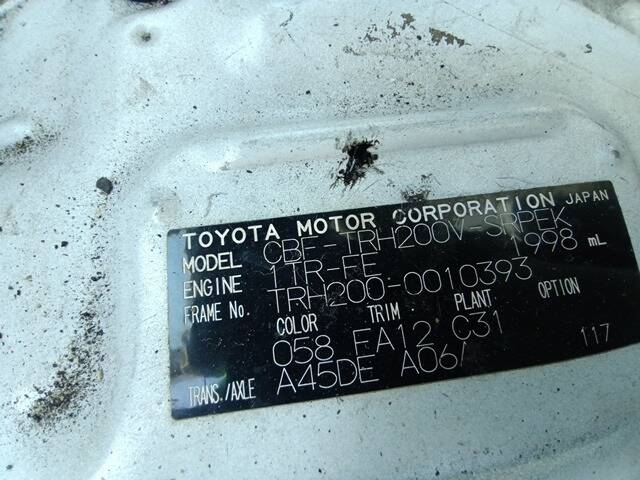 TOYOTA MOTOR CORPORATION JAPAN
MODEL CBF-TRH200V-SRPEK
ENGINE 1TR-FE 1998 mL
FRAME No. TRH200-0010393
COLOR TRIM PLANT OPTION
058 FA12 C31 117
TRANS./AXLE A45DE A06/